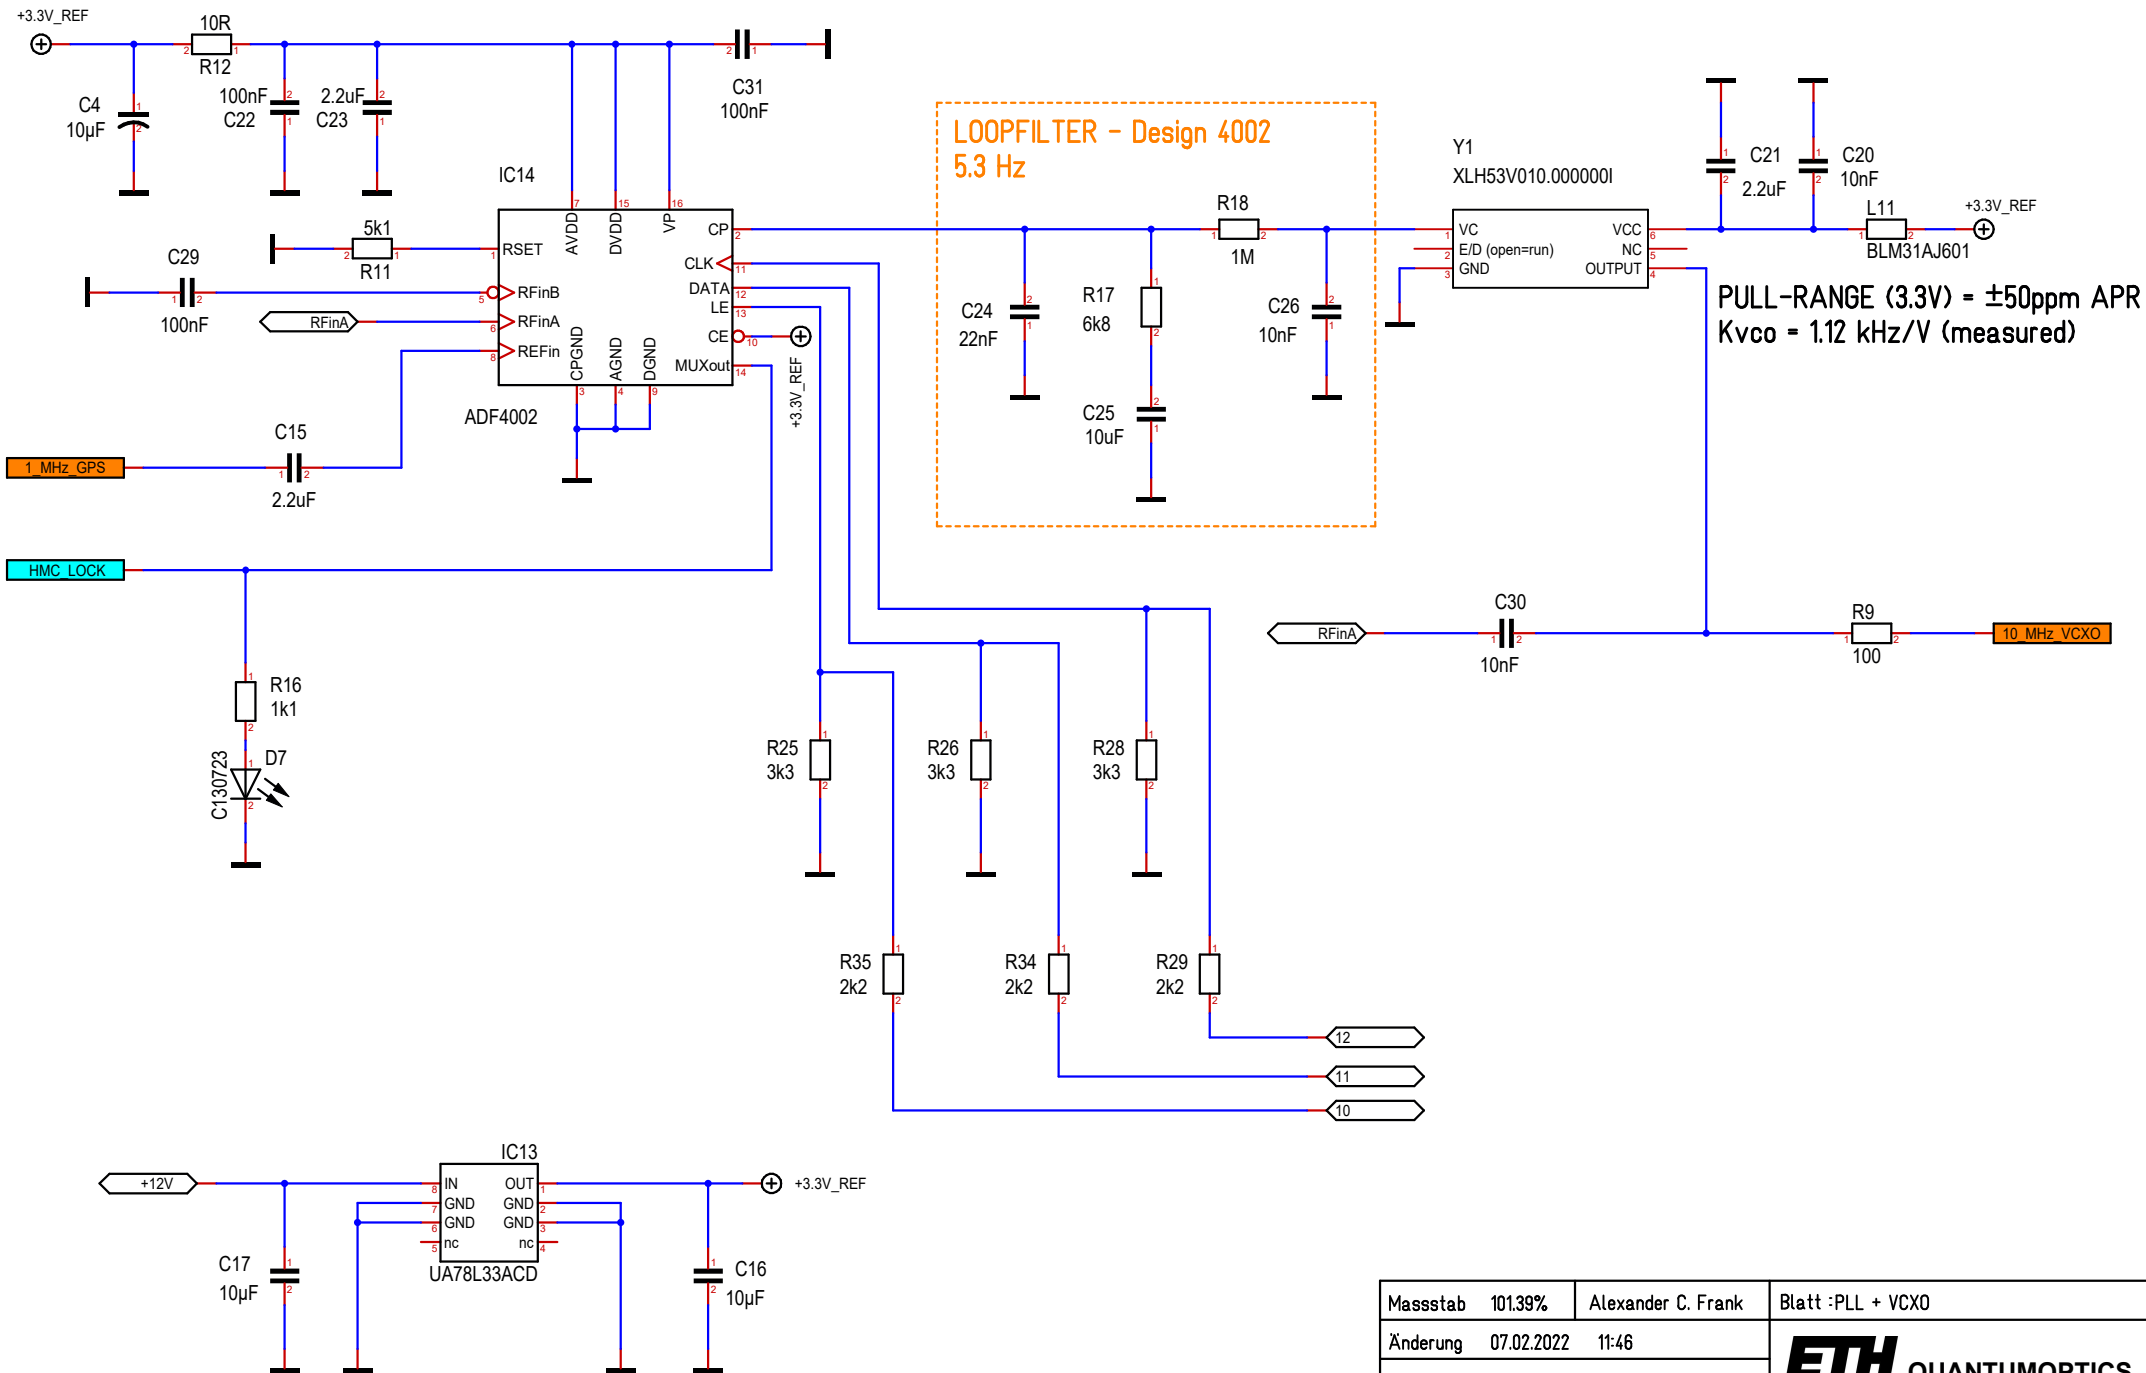 +3.3V_REF
10R
R12
C4
10µF
100nF
C22
2.2uF
C23
C31
100nF
LOOPFILTER - Design 4002
5.3 Hz
IC14
AVDD
DVDD
VP
RSET
RFinB
RFinA
REFin
CPGND
AGND
DGND
CP
CLK
DATA
LE
CE
MUXout
ADF4002
5k1
R11
C29
100nF
RFinA
+3.3V_REF
C15
2.2uF
1_MHz_GPS
HMC_LOCK
R18
1M
C24
22nF
R17
6k8
C25
10uF
C26
10nF
Y1
XLH53V010.000000I
VC
E/D (open=run)
GND
VCC
NC
OUTPUT
C21
2.2uF
C20
10nF
L11
BLM31AJ601
+3.3V_REF
PULL-RANGE (3.3V) = ±50ppm APR
Kvco = 1.12 kHz/V (measured)
RFinA
C30
10nF
R9
100
10_MHz_VCXO
R16
1k1
D7
C130723
R25
3k3
R26
3k3
R28
3k3
R35
2k2
R34
2k2
R29
2k2
12
11
10
+12V
IC13
IN
GND
GND
nc
OUT
GND
GND
nc
UA78L33ACD
+3.3V_REF
C17
10µF
C16
10µF
Massstab 101.39%
Alexander C. Frank
Blatt :PLL + VCXO
Änderung 07.02.2022 11:46
ETH QUANTUMOPTICS